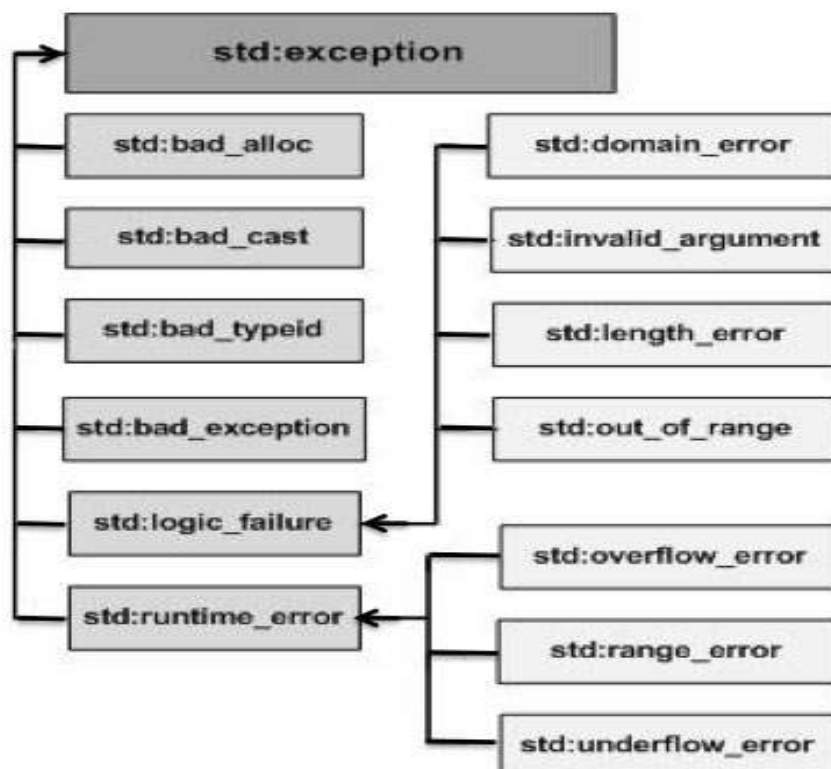 std:exception
std:bad_alloc
std:bad_cast
std:bad_typeid
std:bad_exception
std:logic_failure
std:runtime_error
std:domain_error
std:invalid_argument
std:length_error
std:out_of_range
std:overflow_error
std:range_error
std:underflow_error